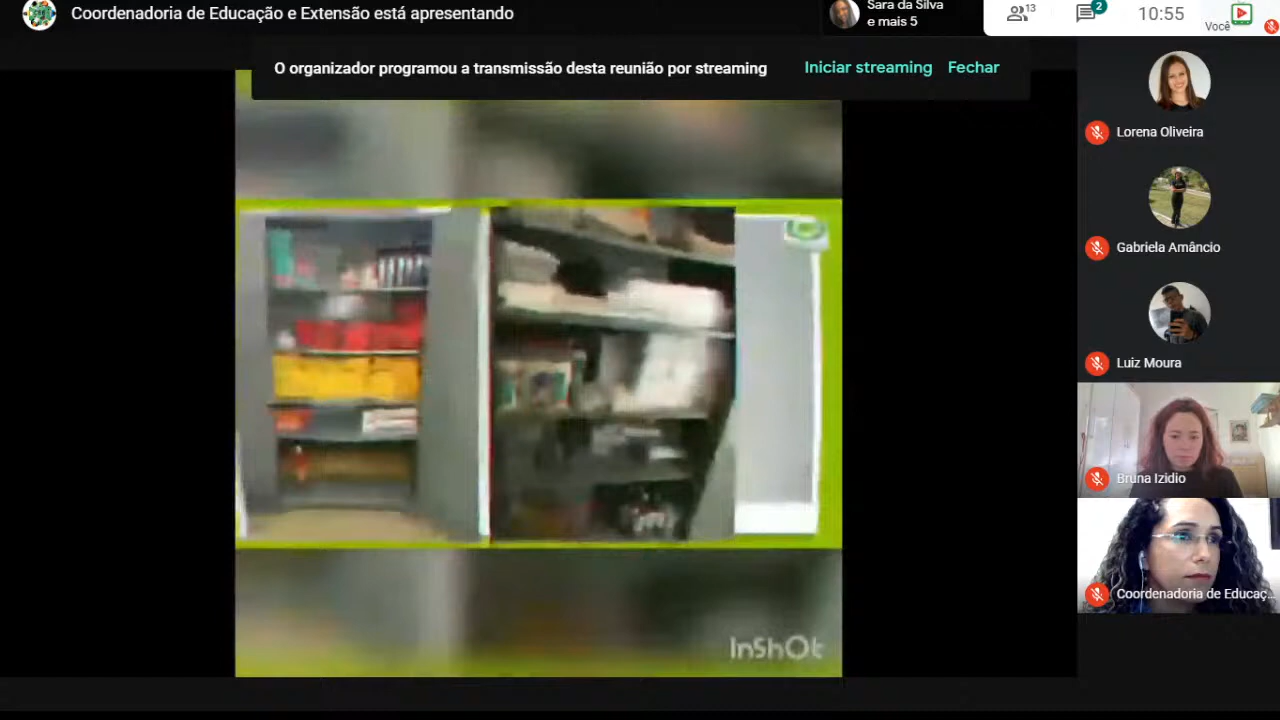 Coordenadoria de Educação e Extensão está apresentando
Sara da Silva
e mais 5
13
2
10:55
Você
O organizador programou a transmissão desta reunião por streaming
Iniciar streaming
Fechar
Lorena Oliveira
Gabriela Amâncio
Luiz Moura
Bruna Izidio
Coordenadoria de Educaç...
InShOt